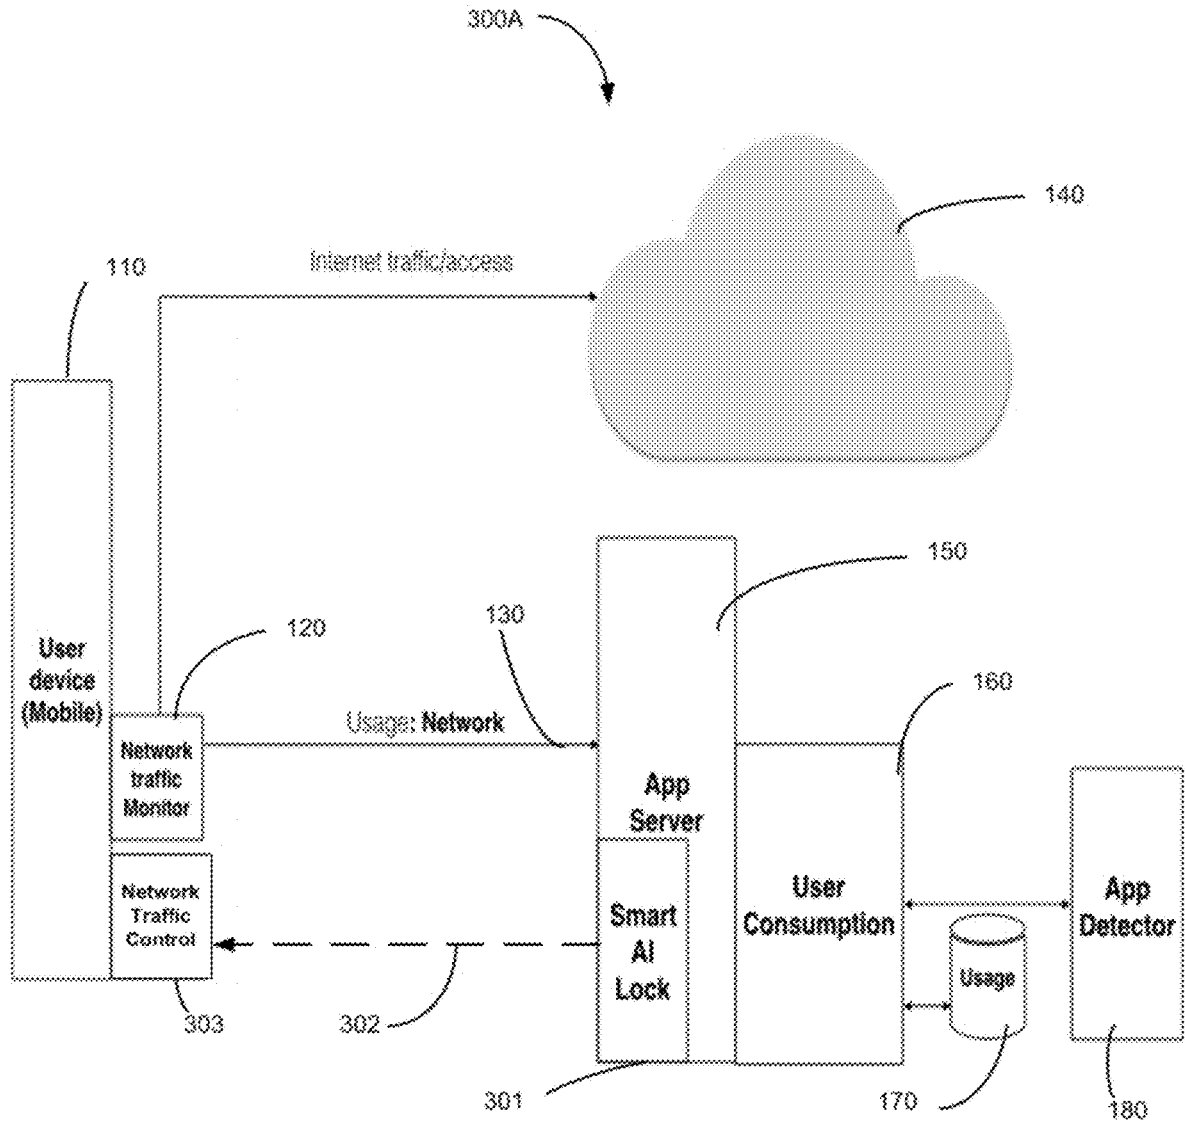 300A
140
Internet traffic/access
110
150
130
120
160
User
device
(Mobile)
Usage: Network
Network
traffic
Monitor
App
Server
Network
Traffic
Control
User
Consumption
App
Detector
Smart
AI
Lock
Usage
303
302
301
170
180